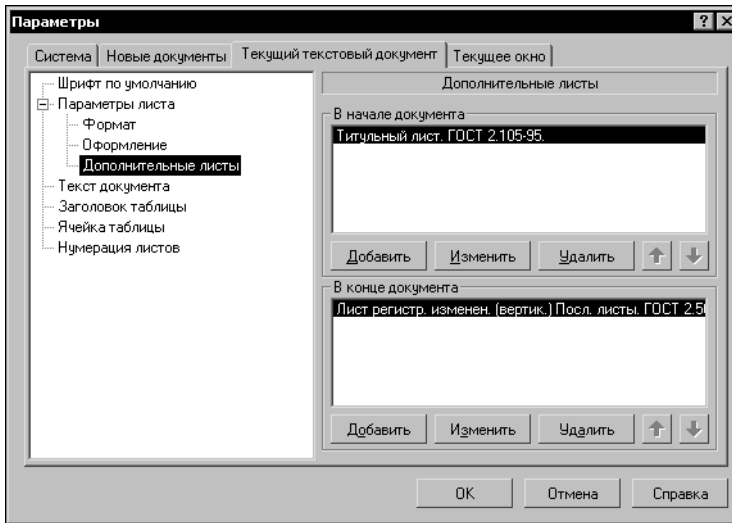 Параметры
Система Новые документы Текущий текстовый документ Текущее окно
Шрифт по умолчанию
Параметры листа
Формат
Оформление
Дополнительные листы
Текст документа
Заголовок таблицы
Ячейка таблицы
Нумерация листов
Дополнительные листы
В начале документа
Титульный лист. ГОСТ 2.105-95.
Добавить Изменить Удалить
В конце документа
Лист регистр. изменен. (вертик.) Посл. листы. ГОСТ 2.5
Добавить Изменить Удалить
OK Отмена Справка